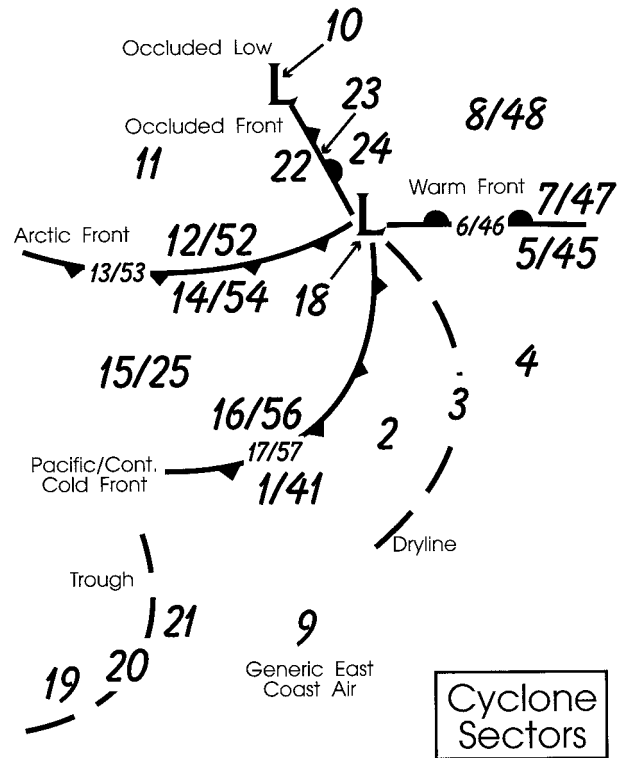 10
Occluded Low
L
23
Occluded Front
24
8/48
22
11
Warm Front
7/47
L
6/46
12/52
Arctic Front
5/45
13/53
14/54
18
4
15/25
3
16/56
2
17/57
Pacific/Cont.
Cold Front
1/41
Dryline
Trough
21
9
20
19
Generic East
Coast Air
Cyclone
Sectors